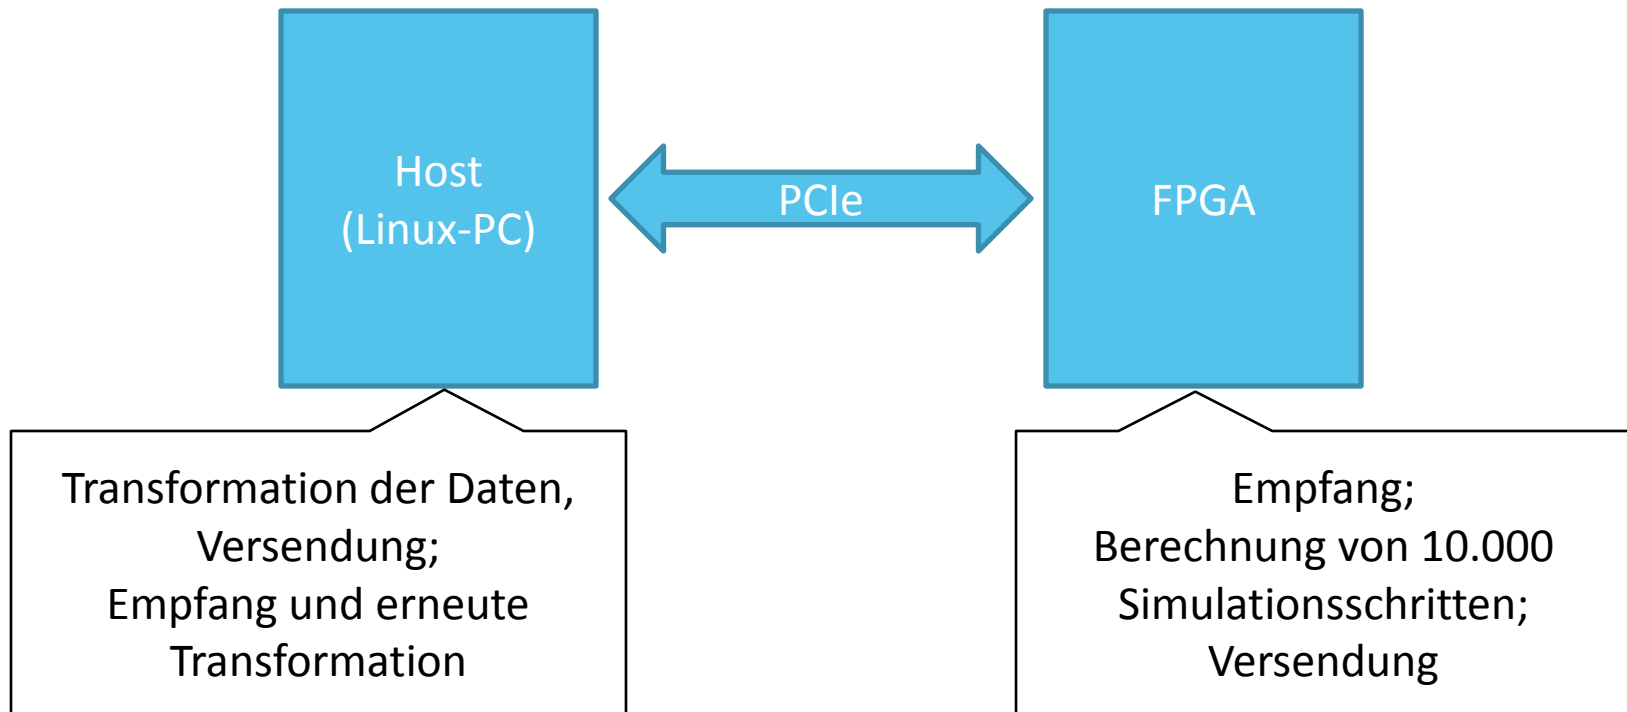 Host
(Linux-PC)
PCIe
FPGA
Transformation der Daten,
Versendung;
Empfang und erneute
Transformation
Empfang;
Berechnung von 10.000
Simulationsschritten;
Versendung